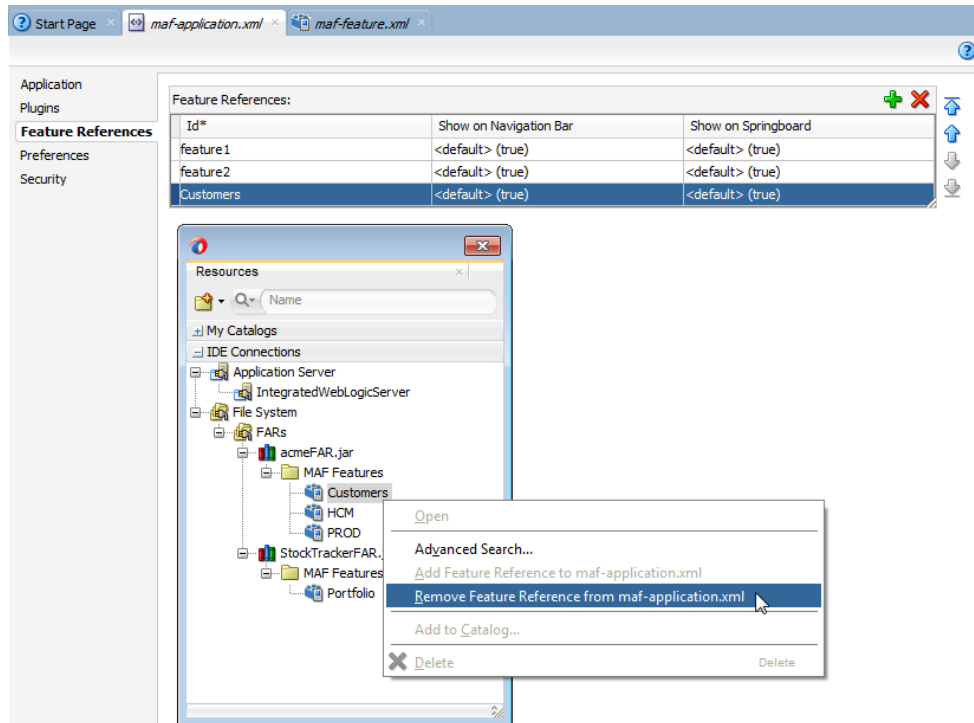 Start Page
maf-application.xml
maf-feature.xml
Application
Plugins
Feature References
Preferences
Security
Feature References:
Id* Show on Navigation Bar Show on Springboard
feature1 <default> (true) <default> (true)
feature2 <default> (true) <default> (true)
Customers <default> (true) <default> (true)
Resources
Name
My Catalogs
IDE Connections
Application Server
IntegratedWebLogicServer
File System
FARs
acmeFAR.jar
MAF Features
Customers
HCM
PROD
StockTrackerFAR.
MAF Features
Portfolio
Open
Advanced Search...
Add Feature Reference to maf-application.xml
Remove Feature Reference from maf-application.xml
Add to Catalog...
Delete Delete